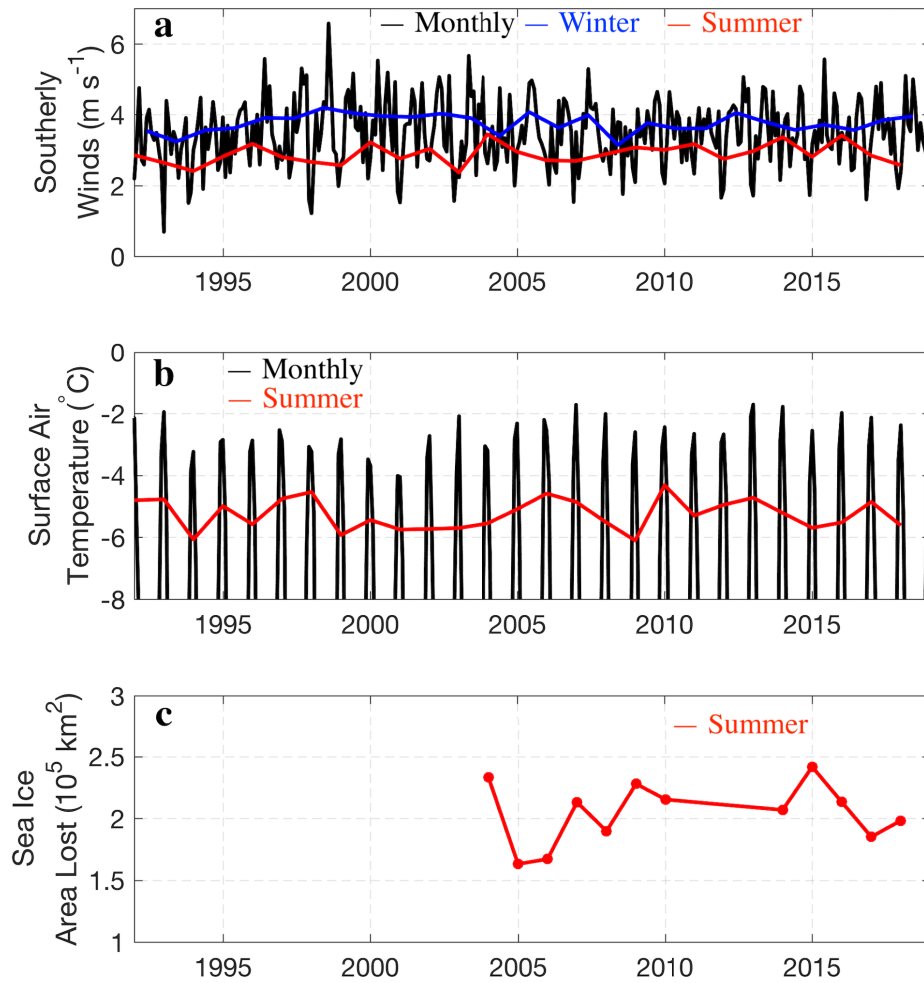 a
— Monthly — Winter — Summer
Southerly
Winds (m s⁻¹)
6
4
2
0
1995 2000 2005 2010 2015
b
— Monthly
— Summer
Surface Air
Temperature (°C)
0
-2
-4
-6
-8
1995 2000 2005 2010 2015
c
— Summer
Sea Ice
Area Lost (10⁵ km²)
3
2.5
2
1.5
1
1995 2000 2005 2010 2015